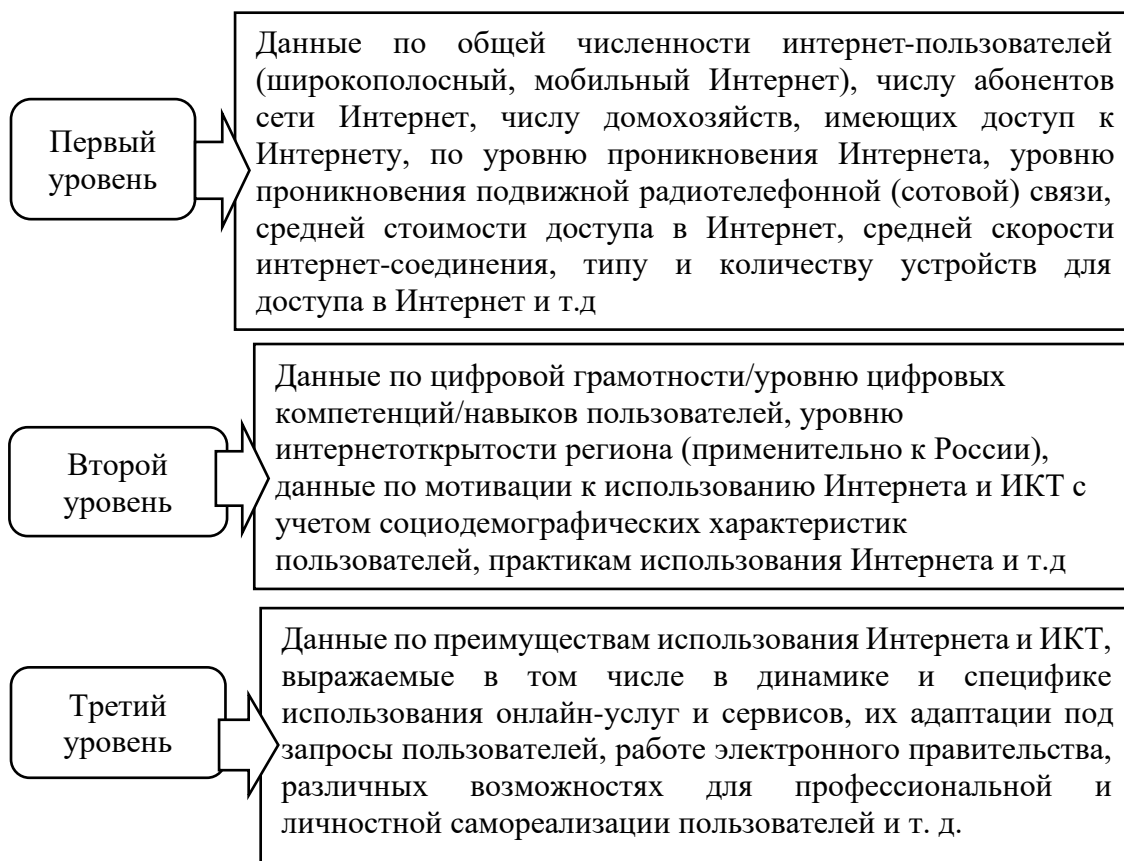 Первый
уровень
Данные по общей численности интернет-пользователей
(широкополосный, мобильный Интернет), числу абонентов
сети Интернет, числу домохозяйств, имеющих доступ к
Интернету, по уровню проникновения Интернета, уровню
проникновения подвижной радиотелефонной (сотовой) связи,
средней стоимости доступа в Интернет, средней скорости
интернет-соединения, типу и количеству устройств для
доступа в Интернет и т.д
Второй
уровень
Данные по цифровой грамотности/уровню цифровых
компетенций/навыков пользователей, уровню
интернетоткрытости региона (применительно к России),
данные по мотивации к использованию Интернета и ИКТ с
учетом социодемографических характеристик
пользователей, практикам использования Интернета и т.д
Третий
уровень
Данные по преимуществам использования Интернета и ИКТ,
выражаемые в том числе в динамике и специфике
использования онлайн-услуг и сервисов, их адаптации под
запросы пользователей, работе электронного правительства,
различных возможностях для профессиональной и
личностной самореализации пользователей и т. д.